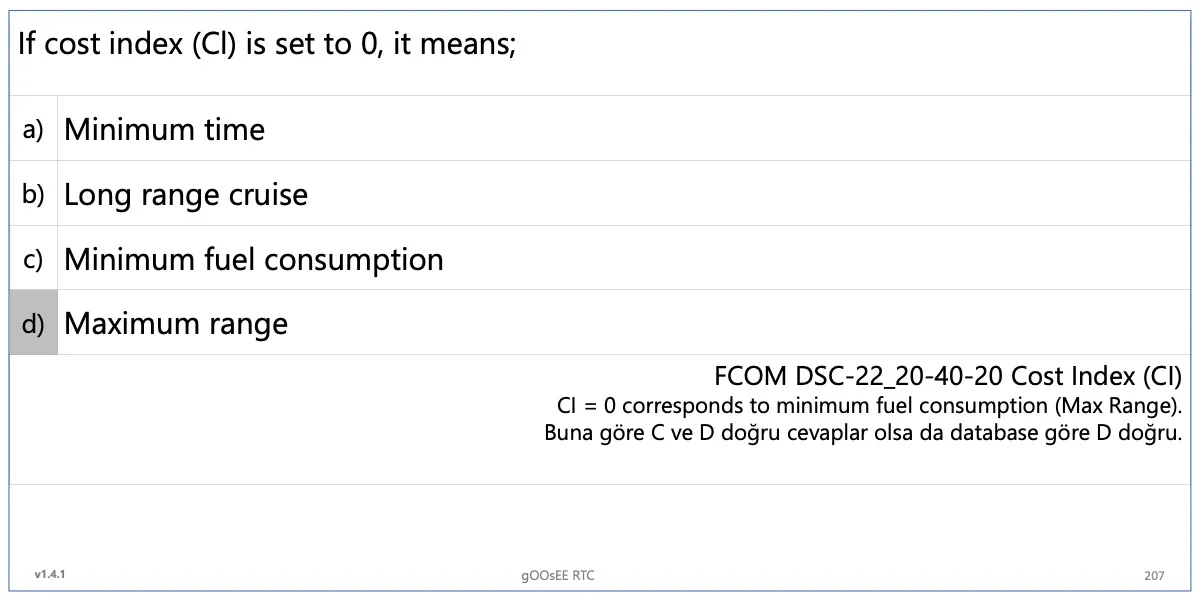 If cost index (Cl) is set to 0, it means;
a) Minimum time
b) Long range cruise
c) Minimum fuel consumption
d) Maximum range
FCOM DSC-22_20-40-20 Cost Index (CI)
CI = 0 corresponds to minimum fuel consumption (Max Range).
Buna göre C ve D doğru cevaplar olsa da database göre D doğru.
v1.4.1 gOOsEE RTC 207